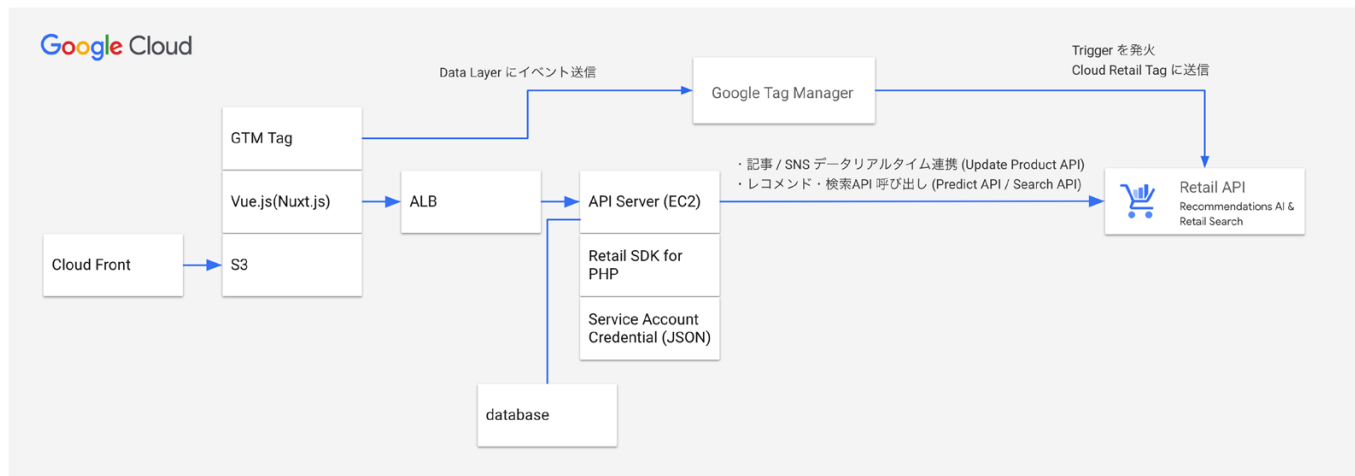 Google Cloud
Data Layer にイベント送信
Google Tag Manager
Trigger を発火
Cloud Retail Tag に送信
GTM Tag
Vue.js(Nuxt.js)
S3
Cloud Front
ALB
API Server (EC2)
Retail SDK for
PHP
Service Account
Credential (JSON)
database
・記事 / SNS データリアルタイム連携 (Update Product API)
・レコメンド・検索API 呼び出し (Predict API / Search API)
Retail API
Recommendations AI &
Retail Search